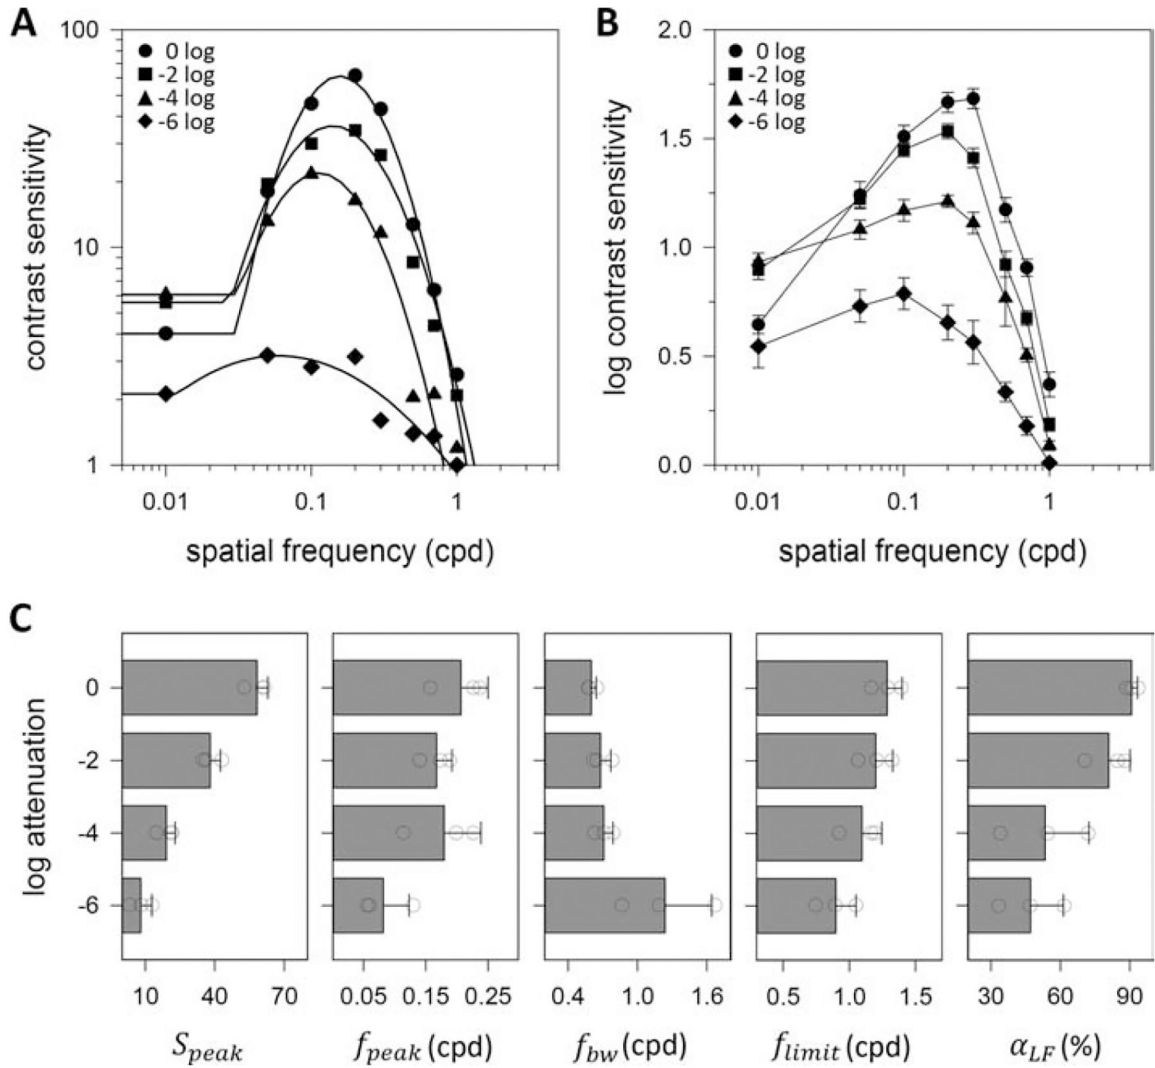 A
B
0 log
-2 log
-4 log
-6 log
0 log
-2 log
-4 log
-6 log
contrast sensitivity
100
10
1
0.01 0.1 1
spatial frequency (cpd)
log contrast sensitivity
2.0
1.5
1.0
0.5
0.0
0.01 0.1 1
spatial frequency (cpd)
C
log attenuation
0
-2
-4
-6
10 40 70
0.05 0.15 0.25
0.4 1.0 1.6
0.5 1.0 1.5
30 60 90
S_peak
f_peak (cpd)
f_bw (cpd)
f_limit (cpd)
α_LF (%)